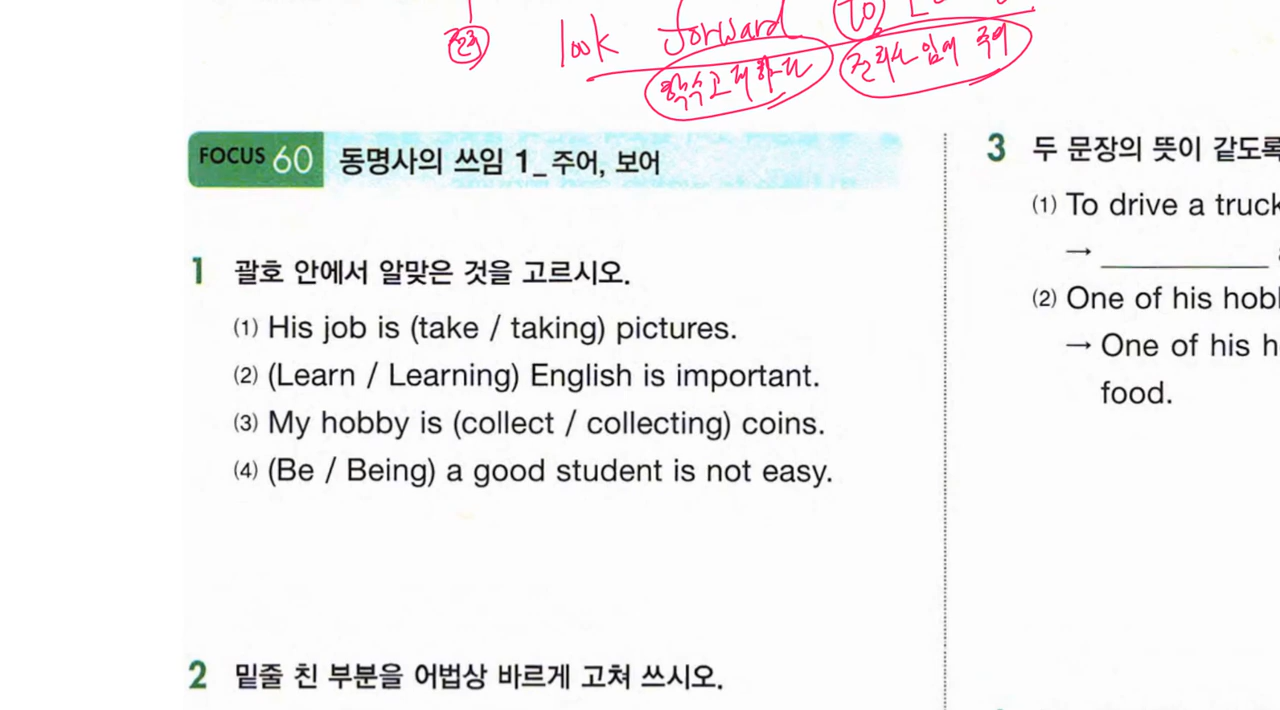 look forward to
학수고대하다
전치사임에 주의
FOCUS 60 동명사의 쓰임 1_ 주어, 보어
1 괄호 안에서 알맞은 것을 고르시오.
(1) His job is (take / taking) pictures.
(2) (Learn / Learning) English is important.
(3) My hobby is (collect / collecting) coins.
(4) (Be / Being) a good student is not easy.
2 밑줄 친 부분을 어법상 바르게 고쳐 쓰시오.
3 두 문장의 뜻이 같도록
(1) To drive a truck
→ ____________
(2) One of his hob
→ One of his h
food.